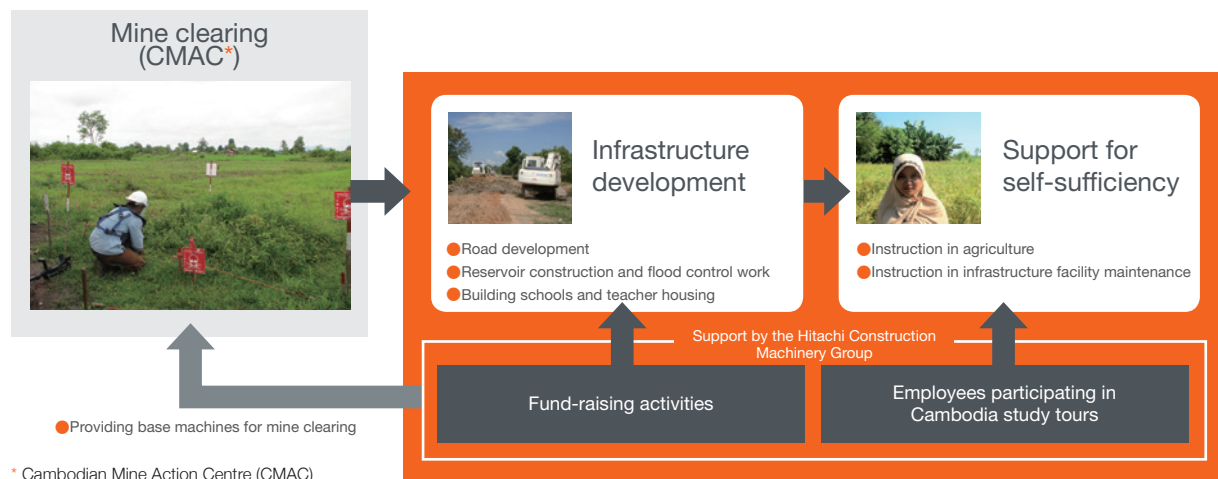 Mine clearing
(CMAC*)
Infrastructure
development
●Road development
●Reservoir construction and flood control work
●Building schools and teacher housing
Support for
self-sufficiency
●Instruction in agriculture
●Instruction in infrastructure facility maintenance
Support by the Hitachi Construction
Machinery Group
Fund-raising activities
Employees participating in
Cambodia study tours
●Providing base machines for mine clearing
* Cambodian Mine Action Centre (CMAC)